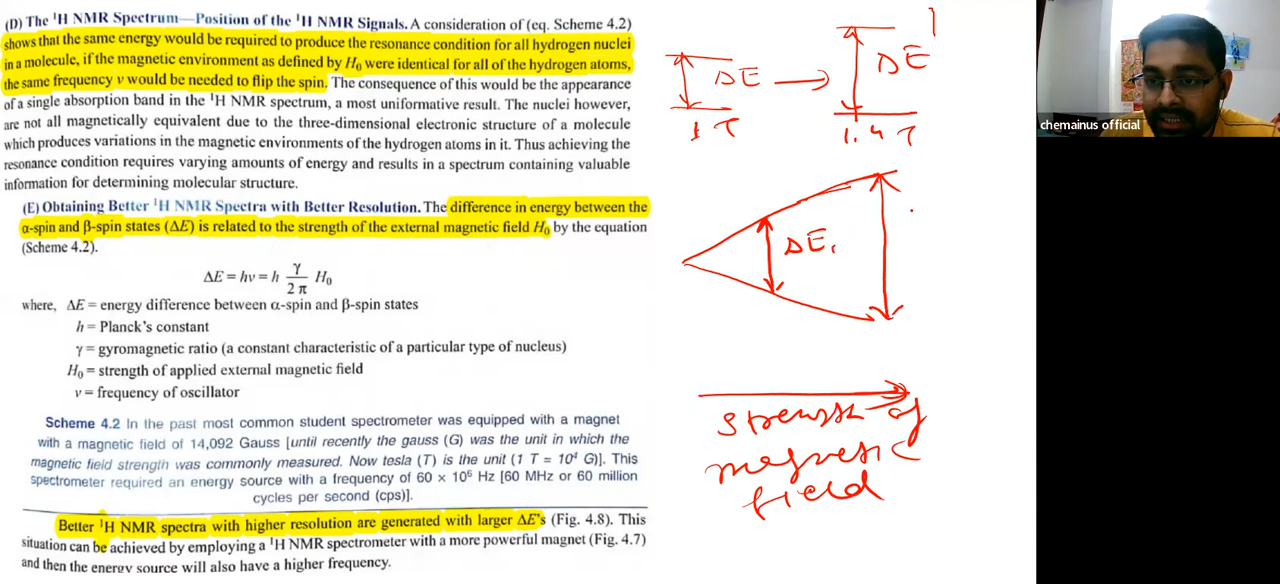 (D) The ¹H NMR Spectrum—Position of the ¹H NMR Signals. A consideration of (eq. Scheme 4.2)
shows that the same energy would be required to produce the resonance condition for all hydrogen nuclei
in a molecule, if the magnetic environment as defined by H₀ were identical for all of the hydrogen atoms,
the same frequency ν would be needed to flip the spin. The consequence of this would be the appearance
of a single absorption band in the ¹H NMR spectrum, a most uniformative result. The nuclei however,
are not all magnetically equivalent due to the three-dimensional electronic structure of a molecule
which produces variations in the magnetic environments of the hydrogen atoms in it. Thus achieving the
resonance condition requires varying amounts of energy and results in a spectrum containing valuable
information for determining molecular structure.
(E) Obtaining Better ¹H NMR Spectra with Better Resolution. The difference in energy between the
α-spin and β-spin states (ΔE) is related to the strength of the external magnetic field H₀ by the equation
(Scheme 4.2).
ΔE = hν = h γ/2π H₀
where, ΔE = energy difference between α-spin and β-spin states
h = Planck's constant
γ = gyromagnetic ratio (a constant characteristic of a particular type of nucleus)
H₀ = strength of applied external magnetic field
ν = frequency of oscillator
Scheme 4.2 In the past most common student spectrometer was equipped with a magnet
with a magnetic field of 14,092 Gauss [until recently the gauss (G) was the unit in which the
magnetic field strength was commonly measured. Now tesla (T) is the unit (1 T = 10⁴ G)]. This
spectrometer required an energy source with a frequency of 60 × 10⁶ Hz [60 MHz or 60 million
cycles per second (cps)].
Better ¹H NMR spectra with higher resolution are generated with larger ΔE's (Fig. 4.8). This
situation can be achieved by employing a ¹H NMR spectrometer with a more powerful magnet (Fig. 4.7)
and then the energy source will also have a higher frequency.
ΔE → ΔE
1 T 1.4 T
ΔE₁
strength of
magnetic
field
chemainus official